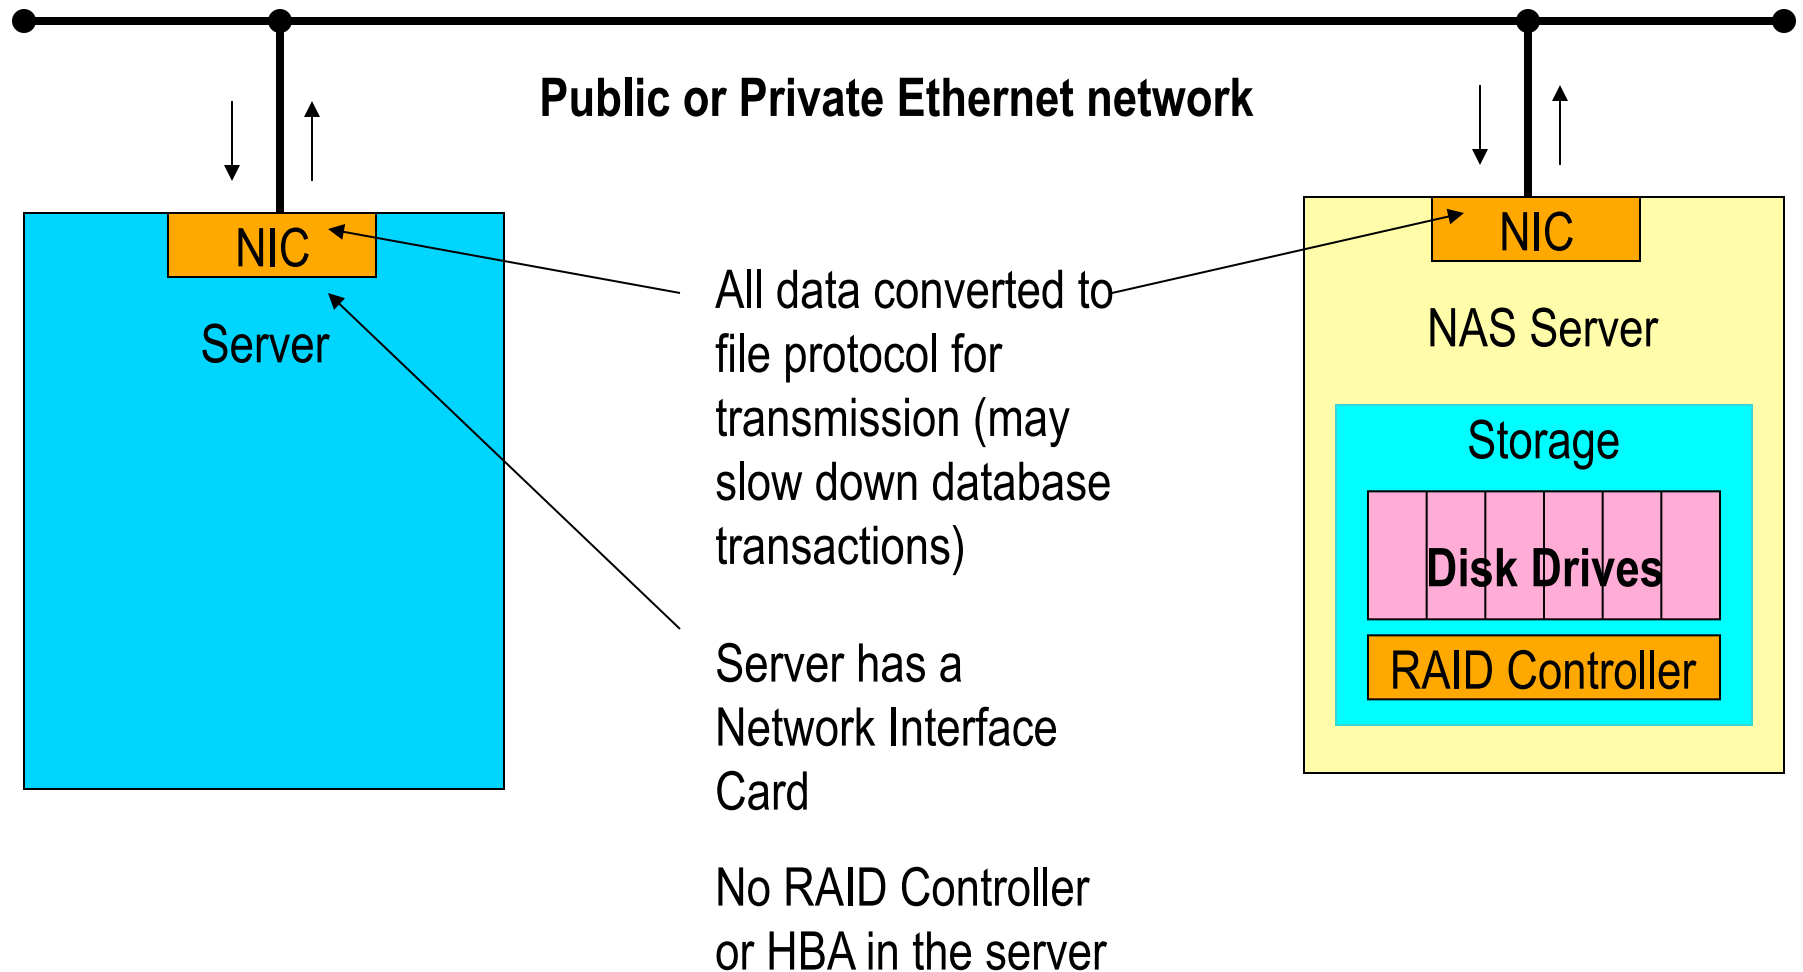 Public or Private Ethernet network
NIC
Server
All data converted to
file protocol for
transmission (may
slow down database
transactions)
Server has a
Network Interface
Card
No RAID Controller
or HBA in the server
NIC
NAS Server
Storage
Disk Drives
RAID Controller